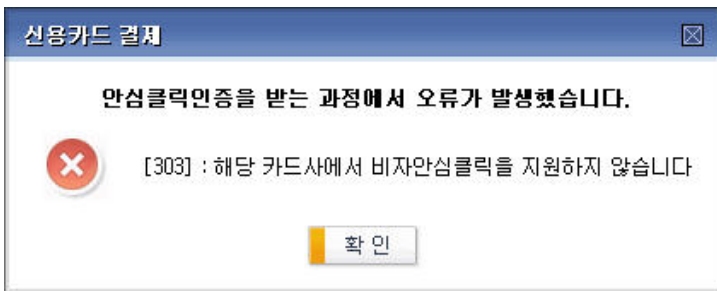 신용카드 결제
안심클릭인증을 받는 과정에서 오류가 발생했습니다.
[303] : 해당 카드사에서 비자안심클릭을 지원하지 않습니다
확 인